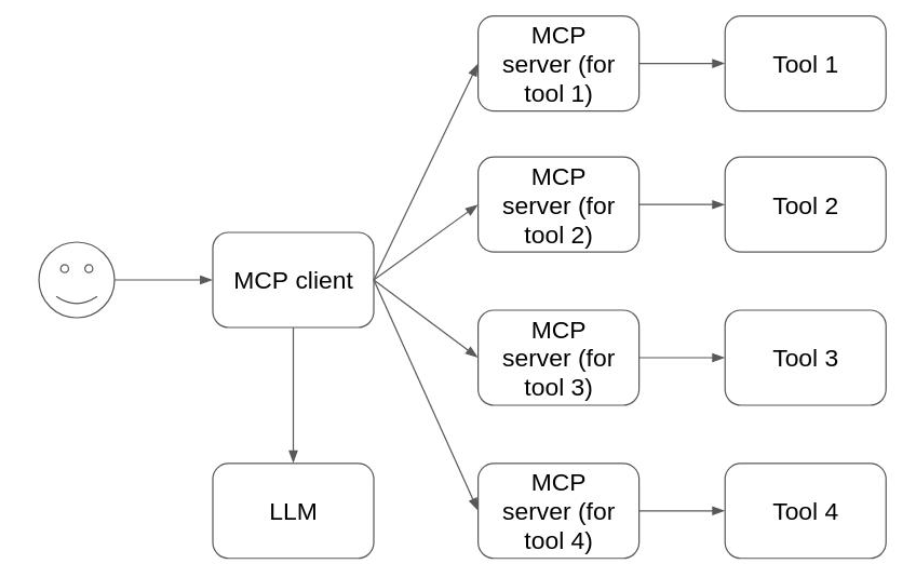 MCP
server (for
tool 1)
Tool 1
MCP
server (for
tool 2)
Tool 2
MCP client
MCP
server (for
tool 3)
Tool 3
LLM
MCP
server (for
tool 4)
Tool 4